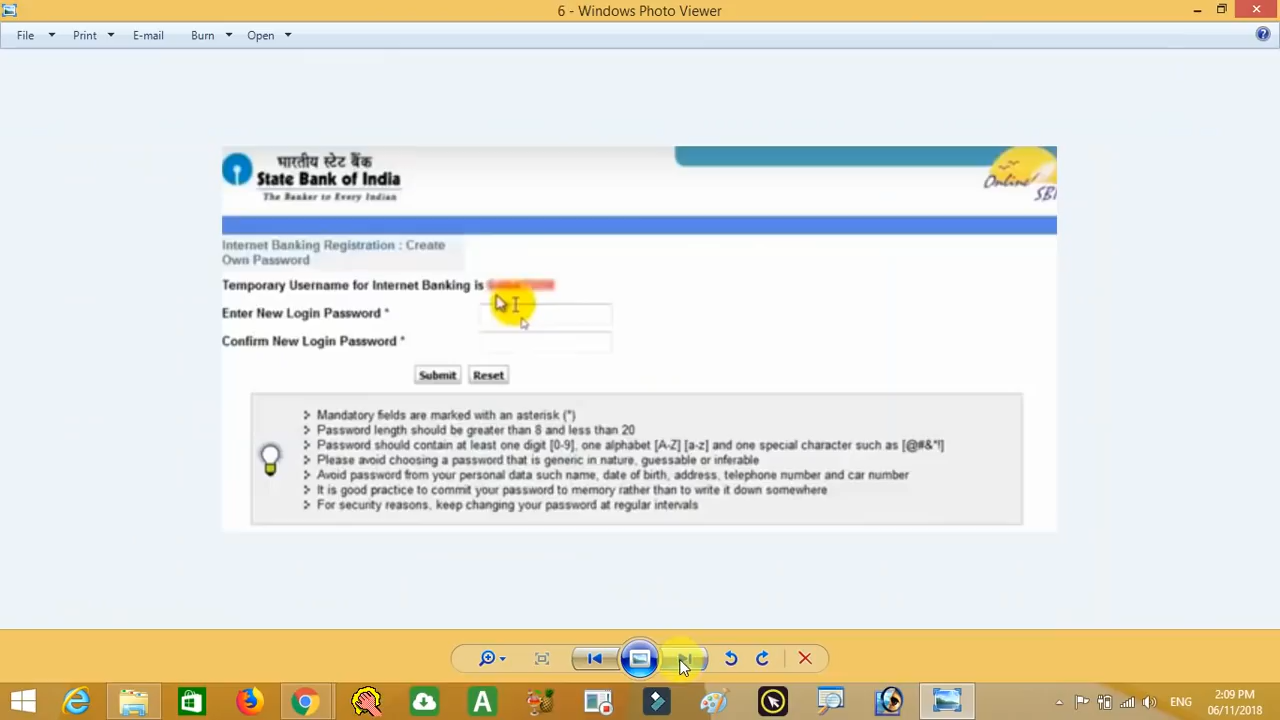 6 - Windows Photo Viewer
File Print E-mail Burn Open
भारतीय स्टेट बैंक
State Bank of India
The Banker to Every Indian
Online
SBI
Internet Banking Registration : Create
Own Password
Temporary Username for Internet Banking is
Enter New Login Password *
Confirm New Login Password *
Submit Reset
Mandatory fields are marked with an asterisk (*)
Password length should be greater than 8 and less than 20
Password should contain at least one digit [0-9], one alphabet [A-Z] [a-z] and one special character such as [@#&*!]
Please avoid choosing a password that is generic in nature, guessable or inferable
Avoid password from your personal data such name, date of birth, address, telephone number and car number
It is good practice to commit your password to memory rather than to write it down somewhere
For security reasons, keep changing your password at regular intervals
A
ENG
2:09 PM
06/11/2018